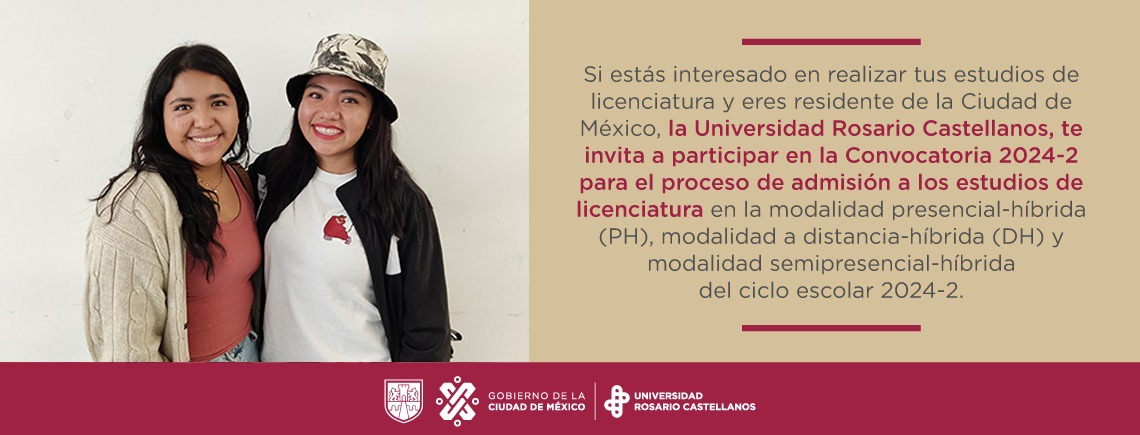 Si estás interesado en realizar tus estudios de
licenciatura y eres residente de la Ciudad de
México, la Universidad Rosario Castellanos, te
invita a participar en la Convocatoria 2024-2
para el proceso de admisión a los estudios de
licenciatura en la modalidad presencial-híbrida
(PH), modalidad a distancia-híbrida (DH) y
modalidad semipresencial-híbrida
del ciclo escolar 2024-2.
GOBIERNO DE LA
CIUDAD DE MÉXICO
UNIVERSIDAD
ROSARIO CASTELLANOS